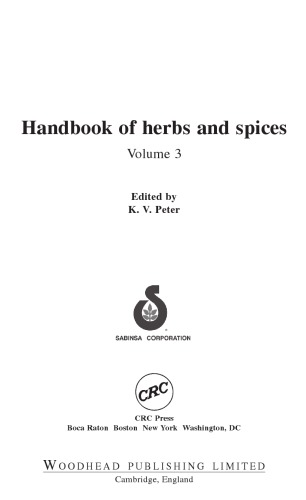 Handbook of herbs and spices
Volume 3
Edited by
K. V. Peter
SABINSA CORPORATION
CRC
CRC Press
Boca Raton Boston New York Washington, DC
WOODHEAD PUBLISHING LIMITED
Cambridge, England